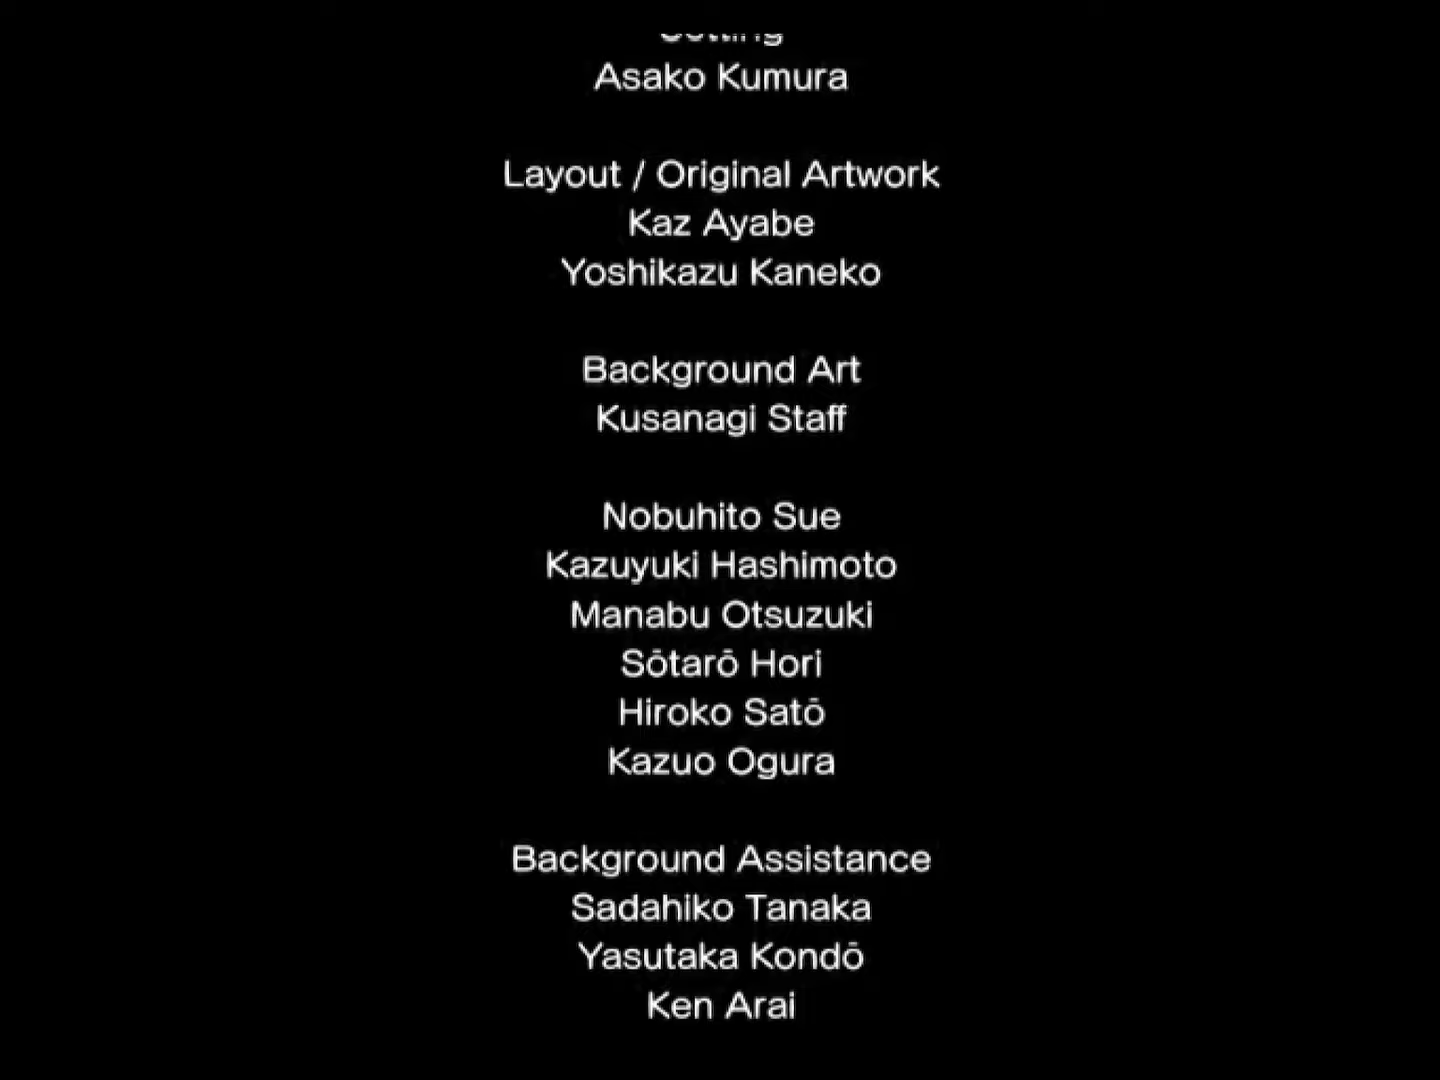 Setting
Asako Kumura
Layout / Original Artwork
Kaz Ayabe
Yoshikazu Kaneko
Background Art
Kusanagi Staff
Nobuhito Sue
Kazuyuki Hashimoto
Manabu Otsuzuki
Sōtarō Hori
Hiroko Satō
Kazuo Ogura
Background Assistance
Sadahiko Tanaka
Yasutaka Kondō
Ken Arai